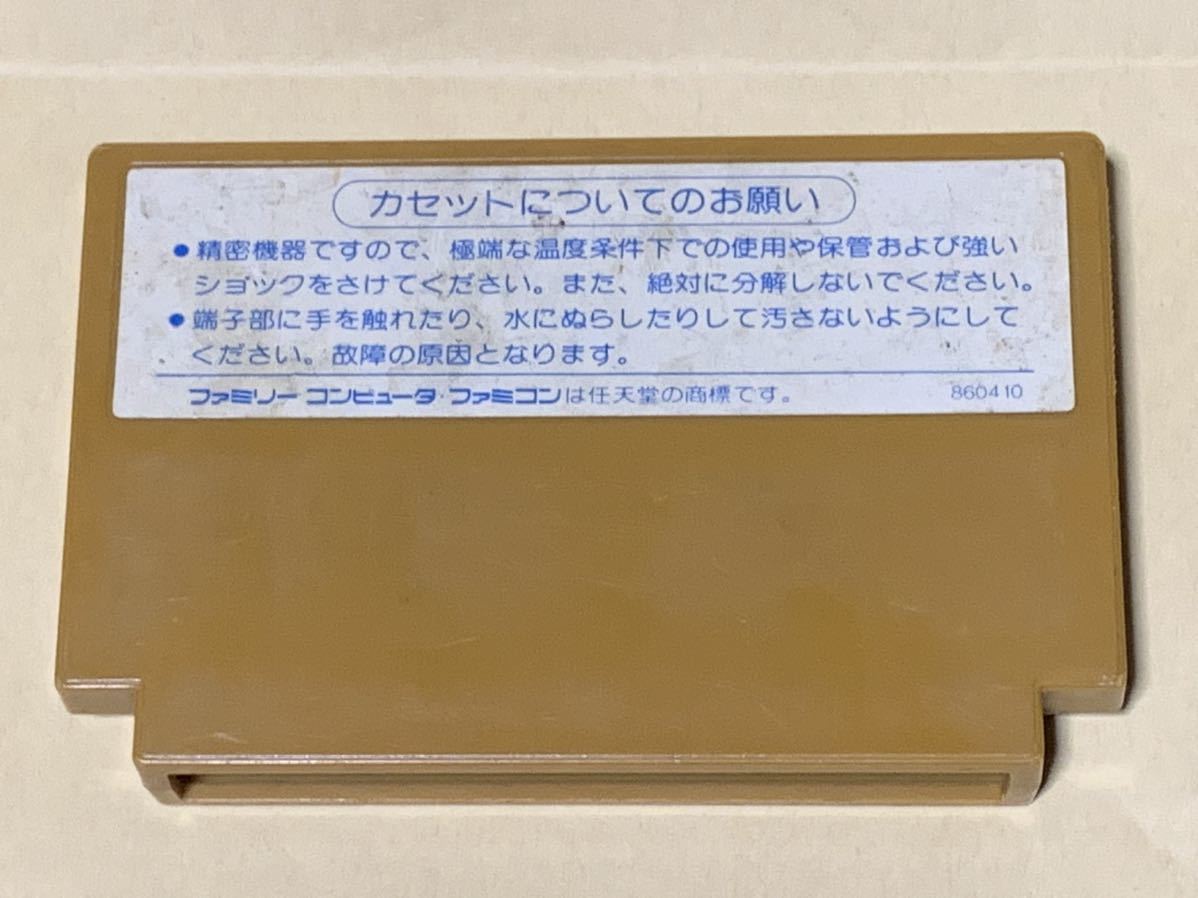 カセットについてのお願い
●精密機器ですので、極端な温度条件下での使用や保管および強い
ショックをさけてください。また、絶対に分解しないでください。
●端子部に手を触れたり、水にぬらしたりして汚さないようにして
ください。故障の原因となります。
ファミリーコンピュータ・ファミコンは任天堂の商標です。 860410